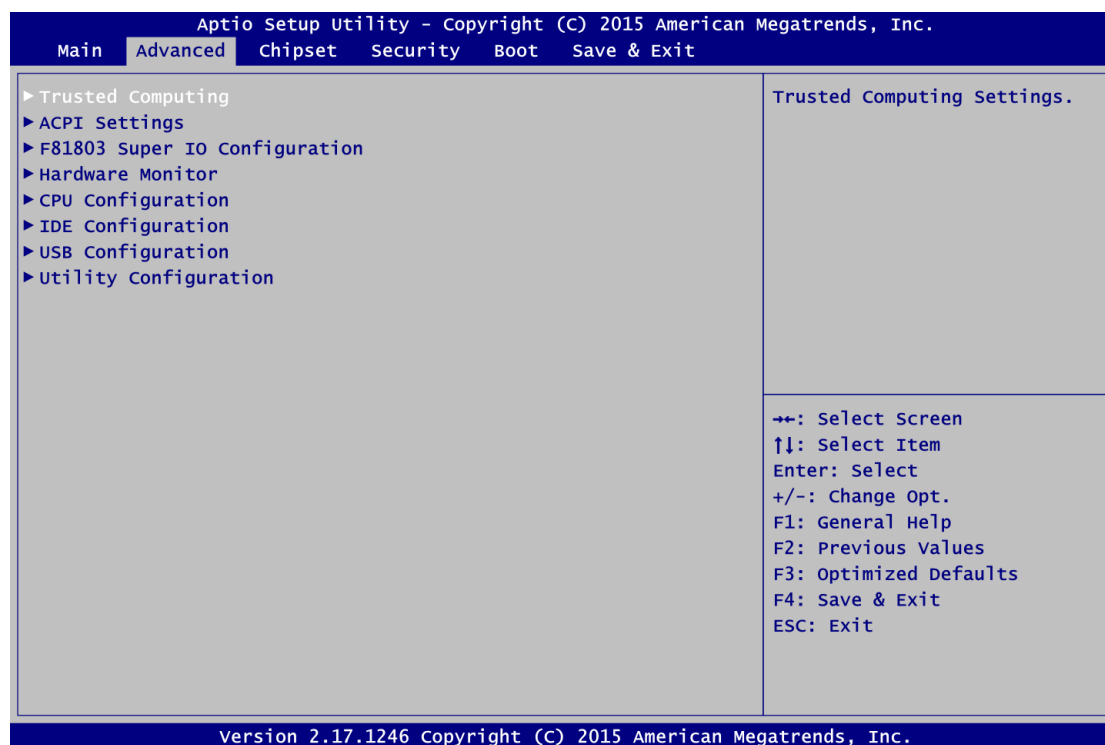 Aptio Setup Utility - Copyright (C) 2015 American Megatrends, Inc.
Main Advanced Chipset Security Boot Save & Exit
►Trusted Computing
►ACPI Settings
►F81803 Super IO Configuration
►Hardware Monitor
►CPU Configuration
►IDE Configuration
►USB Configuration
►Utility Configuration
Trusted Computing Settings.
→←: Select Screen
↑↓: Select Item
Enter: Select
+/-: Change Opt.
F1: General Help
F2: Previous Values
F3: Optimized Defaults
F4: Save & Exit
ESC: Exit
Version 2.17.1246 Copyright (C) 2015 American Megatrends, Inc.